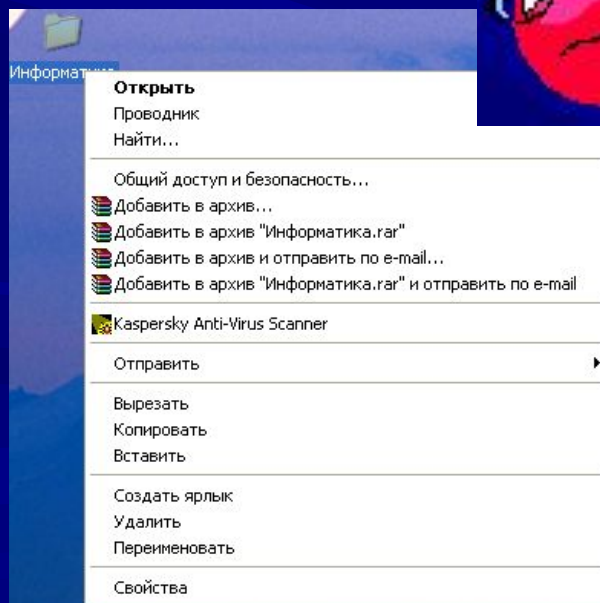 Открыть
Проводник
Найти...
Общий доступ и безопасность...
Добавить в архив...
Добавить в архив "Информатика.rar"
Добавить в архив и отправить по e-mail...
Добавить в архив "Информатика.rar" и отправить по e-mail
Kaspersky Anti-Virus Scanner
Отправить
Вырезать
Копировать
Вставить
Создать ярлык
Удалить
Переименовать
Свойства